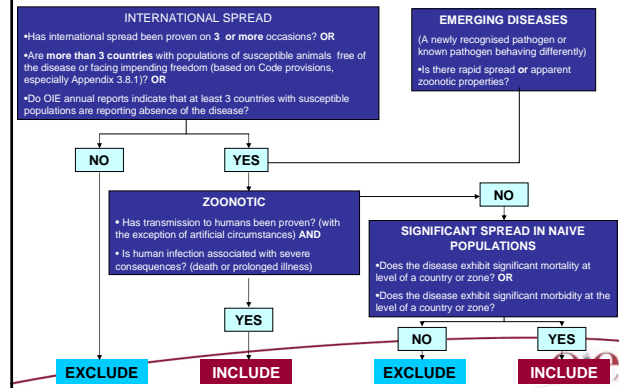 INTERNATIONAL SPREAD
•Has international spread been proven on 3 or more occasions? OR
•Are more than 3 countries with populations of susceptible animals free of
the disease or facing impending freedom (based on Code provisions,
especially Appendix 3.8.1)? OR
•Do OIE annual reports indicate that at least 3 countries with susceptible
populations are reporting absence of the disease?
EMERGING DISEASES
(A newly recognised pathogen or
known pathogen behaving differently)
•Is there rapid spread or apparent
zoonotic properties?
NO
YES
ZOONOTIC
• Has transmission to humans been proven? (with
the exception of artificial circumstances) AND
• Is human infection associated with severe
consequences? (death or prolonged illness)
NO
SIGNIFICANT SPREAD IN NAIVE
POPULATIONS
•Does the disease exhibit significant mortality at
level of a country or zone? OR
•Does the disease exhibit significant morbidity at the
level of a country or zone?
YES
NO
YES
EXCLUDE
INCLUDE
EXCLUDE
INCLUDE